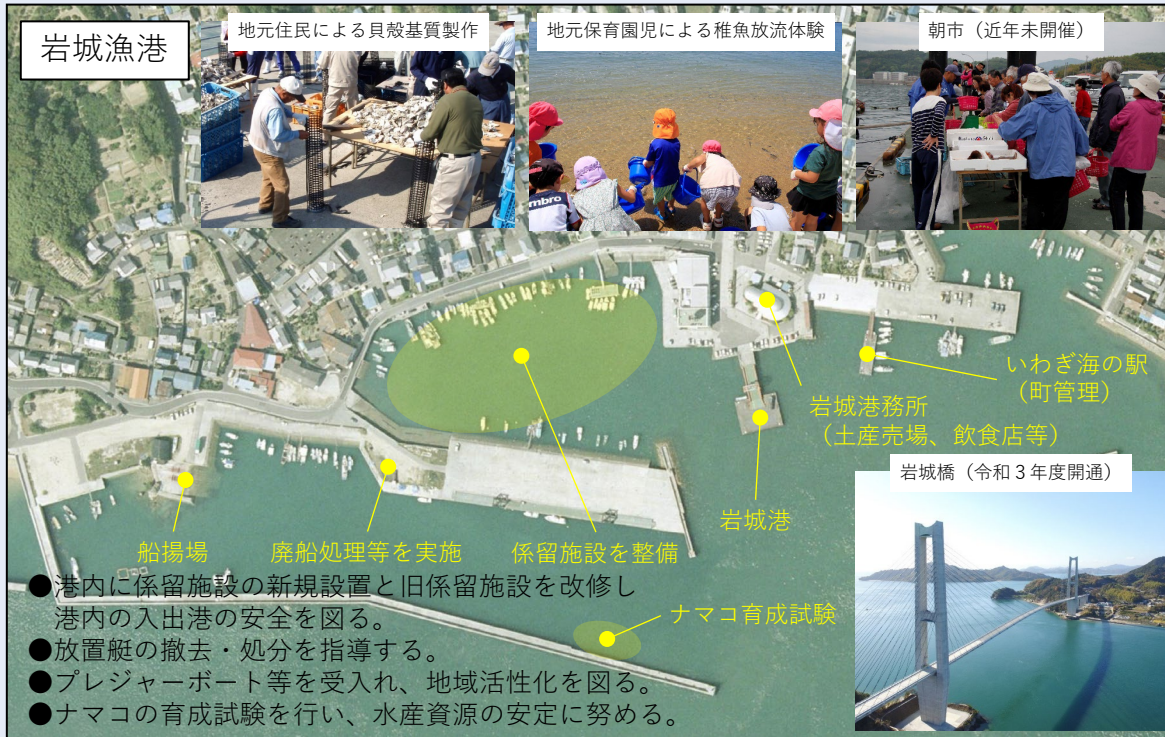 岩城漁港
地元住民による貝殻基質製作
地元保育園児による稚魚放流体験
朝市（近年未開催）
いわぎ海の駅
（町管理）
岩城港務所
（土産売場、飲食店等）
岩城港
岩城橋（令和３年度開通）
船揚場
廃船処理等を実施
係留施設を整備
ナマコ育成試験
●港内に係留施設の新規設置と旧係留施設を改修し
港内の入出港の安全を図る。
●放置艇の撤去・処分を指導する。
●プレジャーボート等を受入れ、地域活性化を図る。
●ナマコの育成試験を行い、水産資源の安定に努める。
umbro